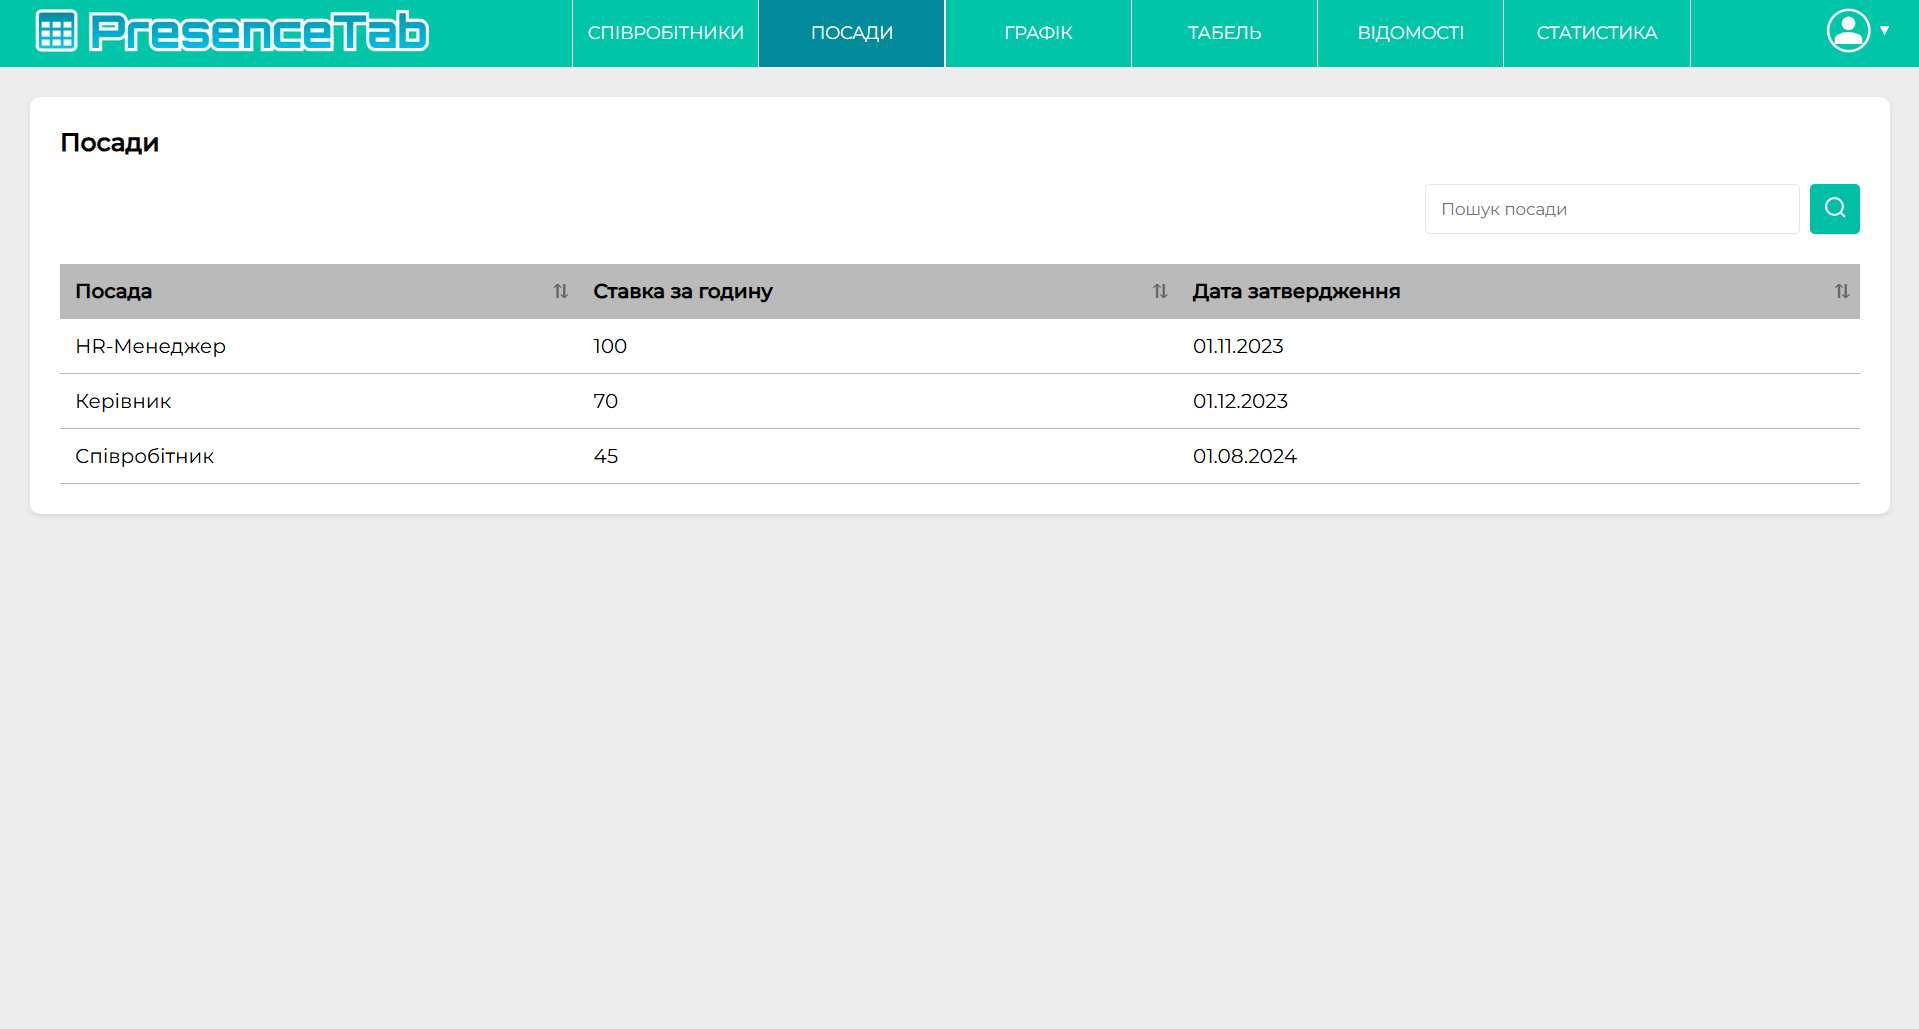 PresenceTab
СПІВРОБІТНИКИ ПОСАДИ ГРАФІК ТАБЕЛЬ ВІДОМОСТІ СТАТИСТИКА
Посади
Пошук посади
Посада Ставка за годину Дата затвердження
HR-Менеджер 100 01.11.2023
Керівник 70 01.12.2023
Співробітник 45 01.08.2024